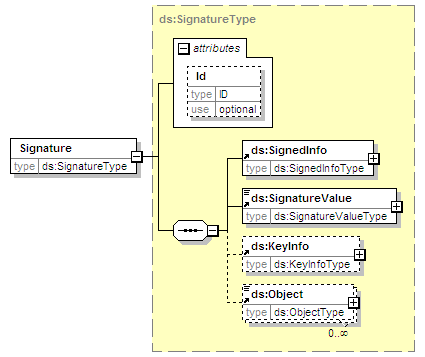 ds:SignatureType
attributes
Id
type ID
use optional
Signature
type ds:SignatureType
ds:SignedInfo
type ds:SignedInfoType
ds:SignatureValue
type ds:SignatureValueType
ds:KeyInfo
type ds:KeyInfoType
ds:Object
type ds:ObjectType
0..∞